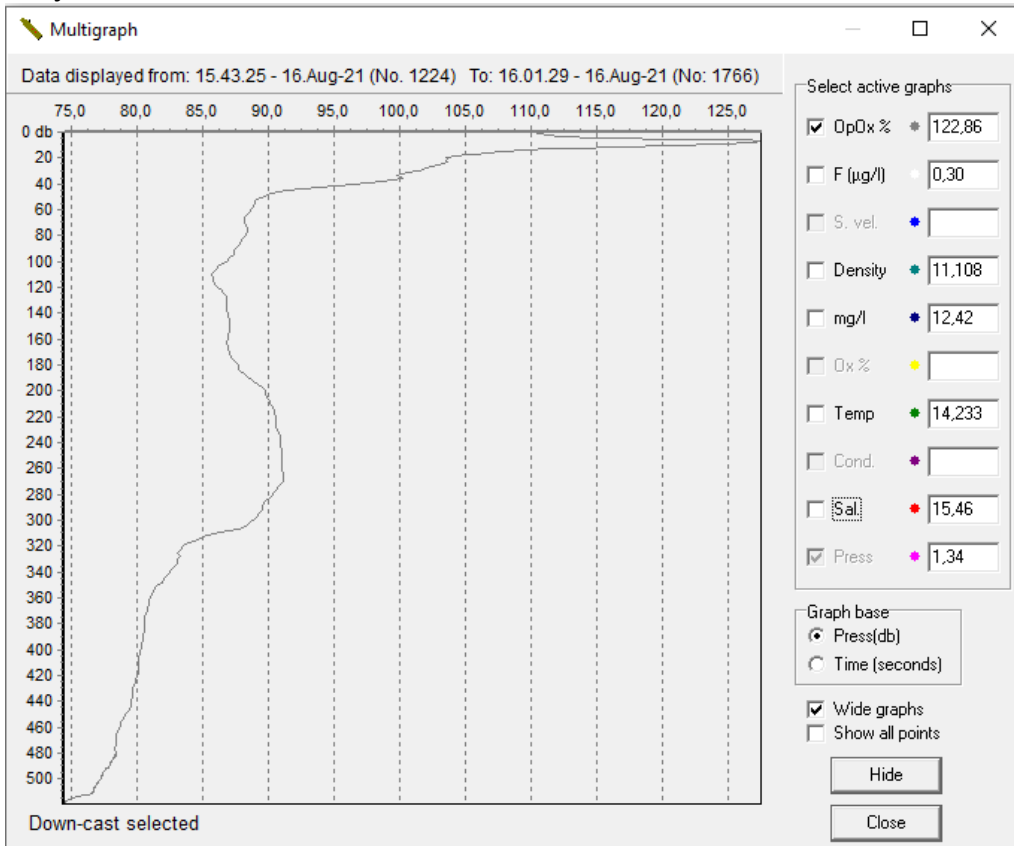 Multigraph
Data displayed from: 15.43.25 - 16.Aug-21 (No. 1224) To: 16.01.29 - 16.Aug-21 (No: 1766)
75,0 80,0 85,0 90,0 95,0 100,0 105,0 110,0 115,0 120,0 125,0
0 db
20
40
60
80
100
120
140
160
180
200
220
240
260
280
300
320
340
360
380
400
420
440
460
480
500
Down-cast selected
Select active graphs
OpOx % 122,86
F (µg/l) 0,30
S. vel.
Density 11,108
mg/l 12,42
Ox %
Temp 14,233
Cond.
Sal. 15,46
Press 1,34
Graph base
Press(db)
Time (seconds)
Wide graphs
Show all points
Hide
Close